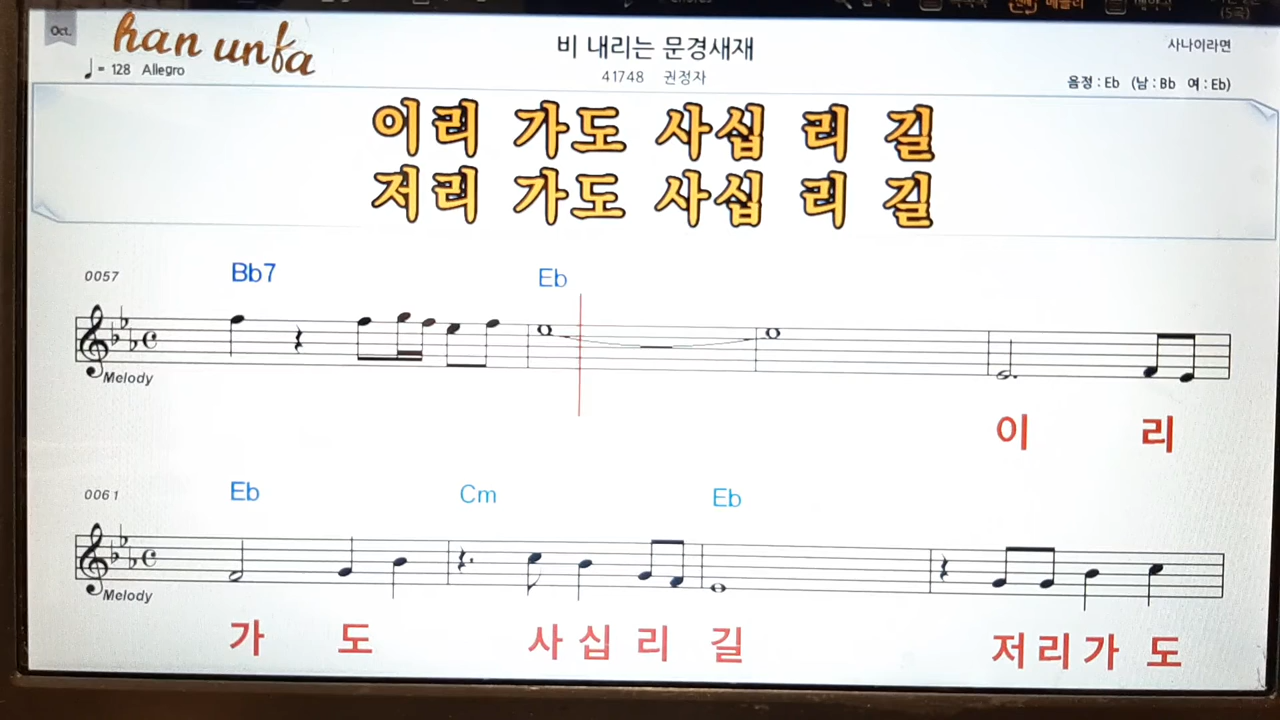 Oct.
han unfa
= 128 Allegro
비 내리는 문경새재
41748 권정자
사나이라면
음정 : Eb (남 : Bb 여 : Eb)
이리 가도 사십 리 길
저리 가도 사십 리 길
0057 Bb7 Eb
Melody
이 리
0061 Eb Cm Eb
Melody
가 도 사 십 리 길 저 리 가 도